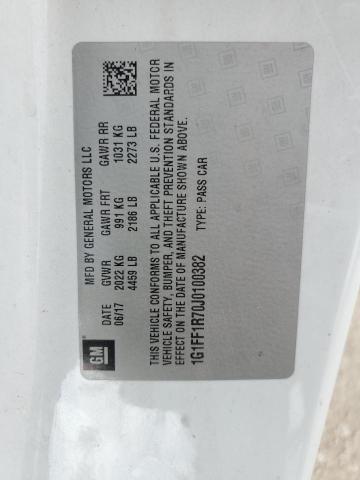 MFD BY GENERAL MOTORS LLC
06/17 GVWR GAWR FRT GAWR RR
2022 KG 991 KG 1031 KG
4459 LB 2186 LB 2273 LB
THIS VEHICLE CONFORMS TO ALL APPLICABLE U.S. FEDERAL MOTOR
VEHICLE SAFETY, BUMPER, AND THEFT PREVENTION STANDARDS IN
EFFECT ON THE DATE OF MANUFACTURE SHOWN ABOVE.
1G1FF1R70J0100382 TYPE: PASS CAR
GM